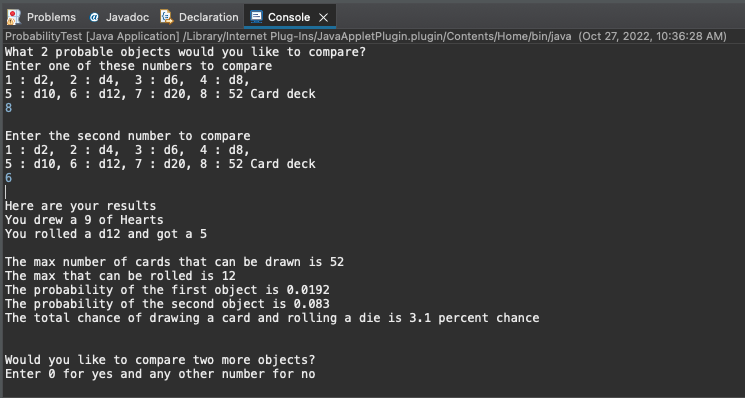 Problems @ Javadoc Declaration Console
ProbabilityTest [Java Application] /Library/Internet Plug-Ins/JavaAppletPlugin.plugin/Contents/Home/bin/java (Oct 27, 2022, 10:36:28 AM)
What 2 probable objects would you like to compare?
Enter one of these numbers to compare
1 : d2,  2 : d4,  3 : d6,  4 : d8,
5 : d10, 6 : d12, 7 : d20, 8 : 52 Card deck
8
Enter the second number to compare
1 : d2,  2 : d4,  3 : d6,  4 : d8,
5 : d10, 6 : d12, 7 : d20, 8 : 52 Card deck
6
Here are your results
You drew a 9 of Hearts
You rolled a d12 and got a 5
The max number of cards that can be drawn is 52
The max that can be rolled is 12
The probability of the first object is 0.0192
The probability of the second object is 0.083
The total chance of drawing a card and rolling a die is 3.1 percent chance
Would you like to compare two more objects?
Enter 0 for yes and any other number for no